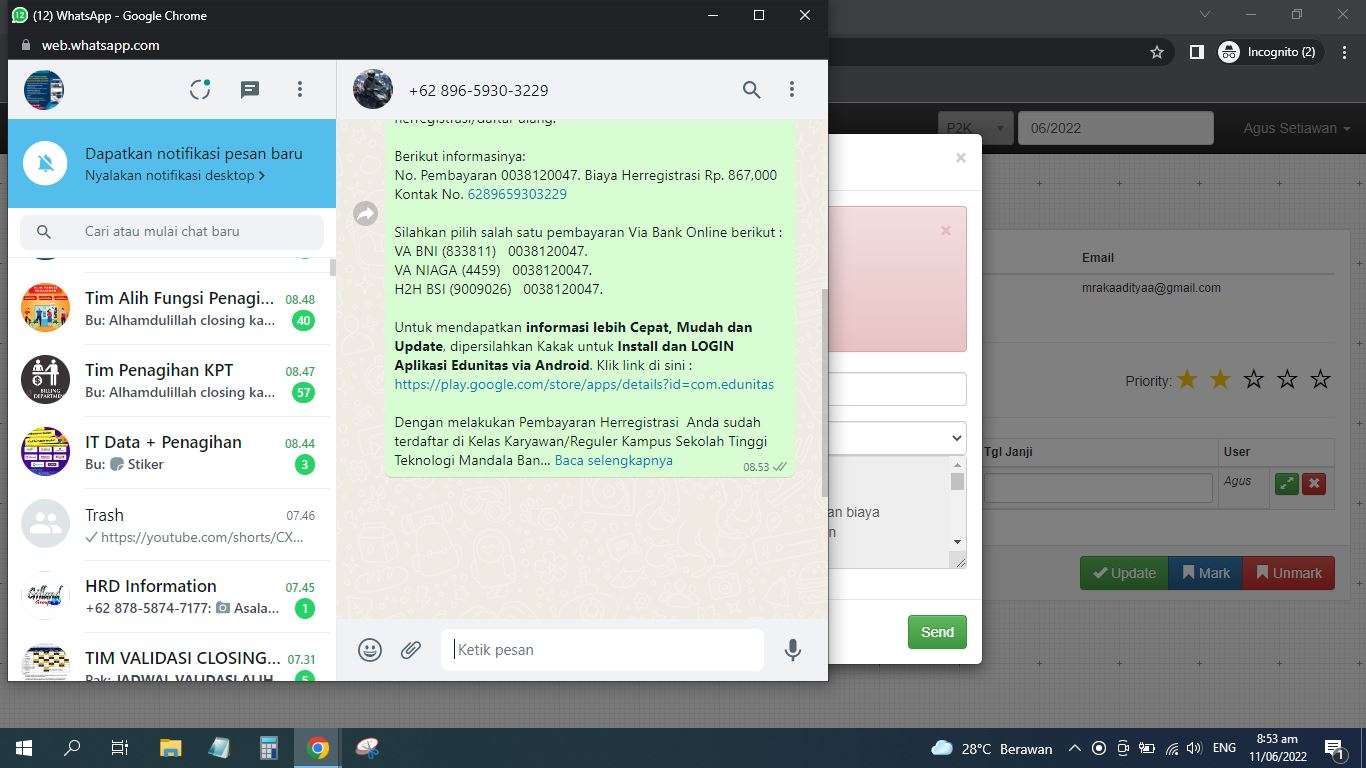 (12) WhatsApp - Google Chrome
web.whatsapp.com
Incognito (2)
P2K
06/2022
Agus Setiawan
+62 896-5930-3229
Dapatkan notifikasi pesan baru
Nyalakan notifikasi desktop >
Cari atau mulai chat baru
Tim Alih Fungsi Penagi... 08.48
Bu: Alhamdulillah closing ka... 40
Tim Penagihan KPT 08.47
Bu: Alhamdulillah closing ka... 57
IT Data + Penagihan 08.44
Bu: Stiker 3
Trash 07.46
https://youtube.com/shorts/CX...
HRD Information 07.45
+62 878-5874-7177: Asala... 1
TIM VALIDASI CLOSING... 07.31
Pak: JADWAL VALIDASI ALIH 5
herregistrasi/daftar ulang.
Berikut informasinya:
No. Pembayaran 0038120047. Biaya Herregistrasi Rp. 867,000
Kontak No. 6289659303229
Silahkan pilih salah satu pembayaran Via Bank Online berikut :
VA BNI (833811) 0038120047.
VA NIAGA (4459) 0038120047.
H2H BSI (9009026) 0038120047.
Untuk mendapatkan informasi lebih Cepat, Mudah dan
Update, dipersilahkan Kakak untuk Install dan LOGIN
Aplikasi Edunitas via Android. Klik link di sini :
https://play.google.com/store/apps/details?id=com.edunitas
Dengan melakukan Pembayaran Herregistrasi Anda sudah
terdaftar di Kelas Karyawan/Reguler Kampus Sekolah Tinggi
Teknologi Mandala Ban... Baca selengkapnya
08.53
Ketik pesan
an biaya
n
Send
Email
mrakaadityaa@gmail.com
Priority:
Tgl Janji User
Agus
Update Mark Unmark
28°C Berawan
ENG
8:53 am
11/06/2022
1